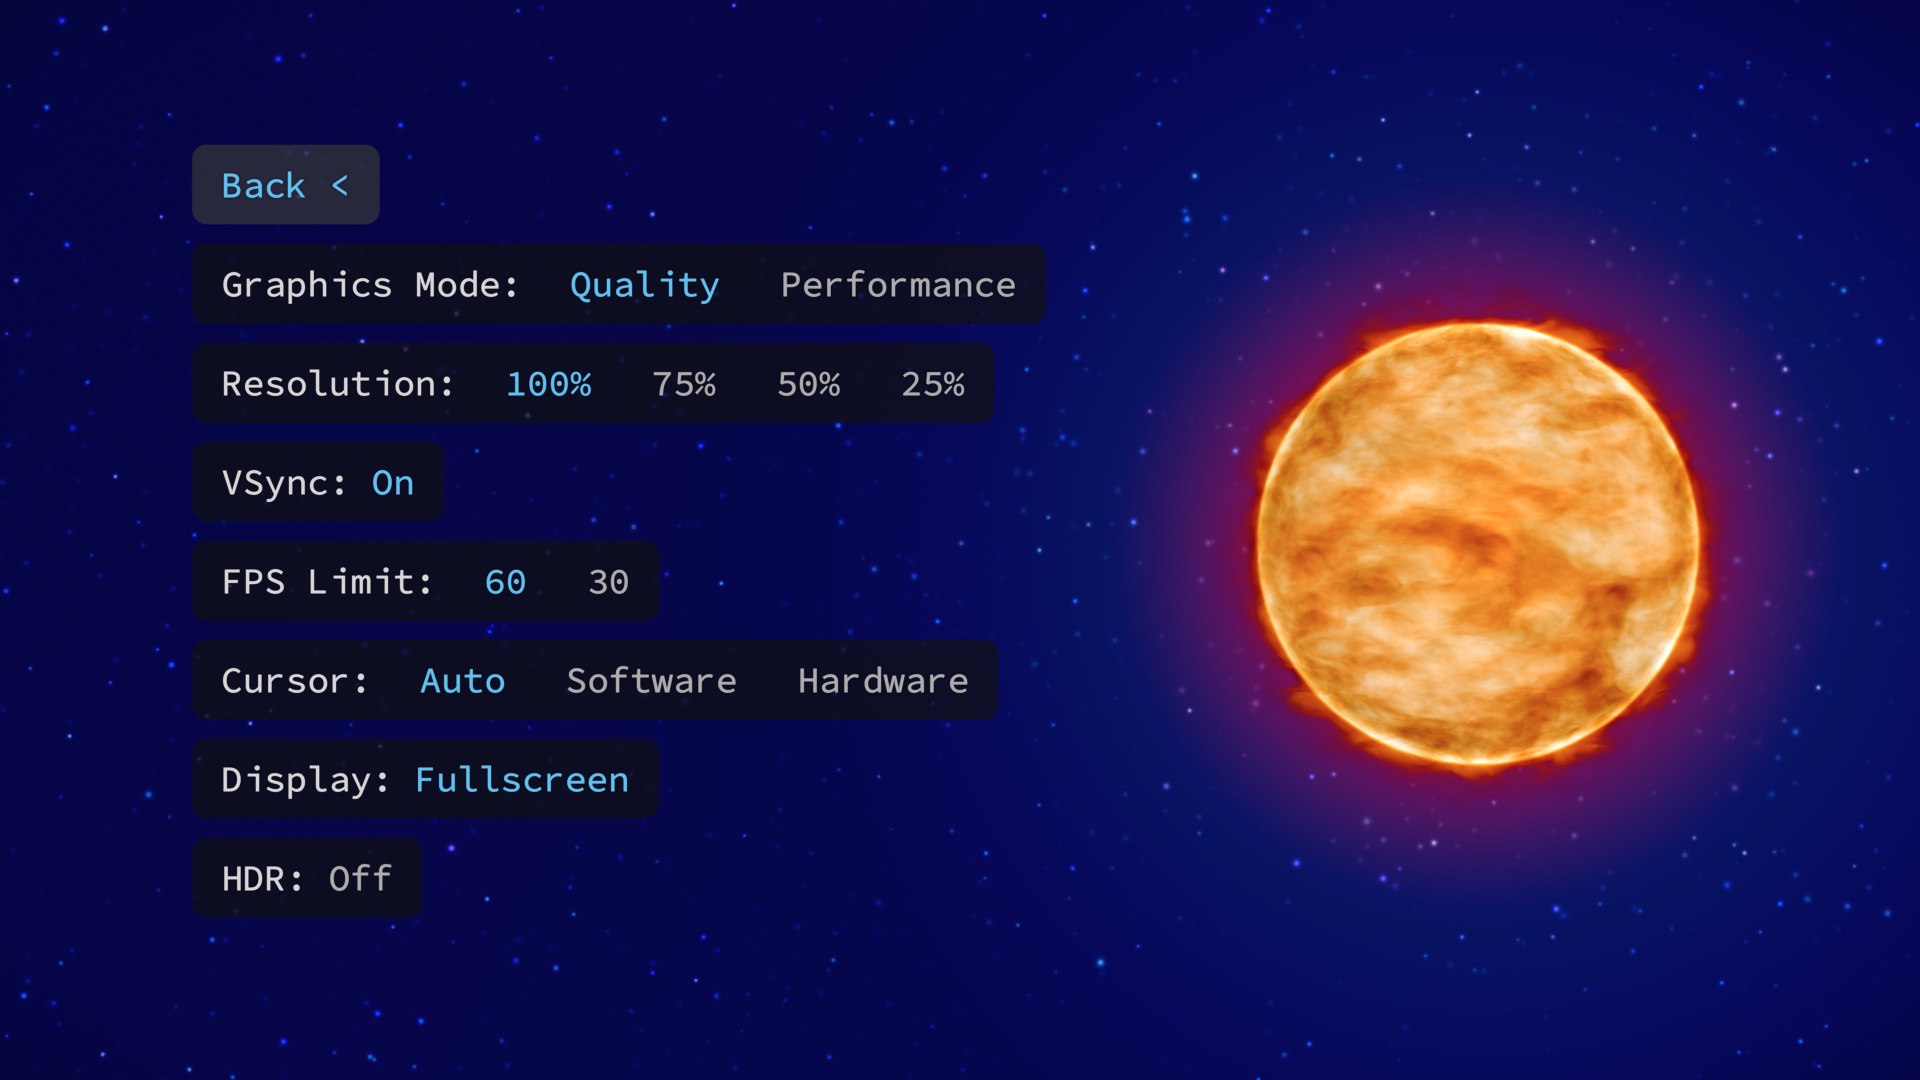 Back <
Graphics Mode: Quality Performance
Resolution: 100% 75% 50% 25%
VSync: On
FPS Limit: 60 30
Cursor: Auto Software Hardware
Display: Fullscreen
HDR: Off